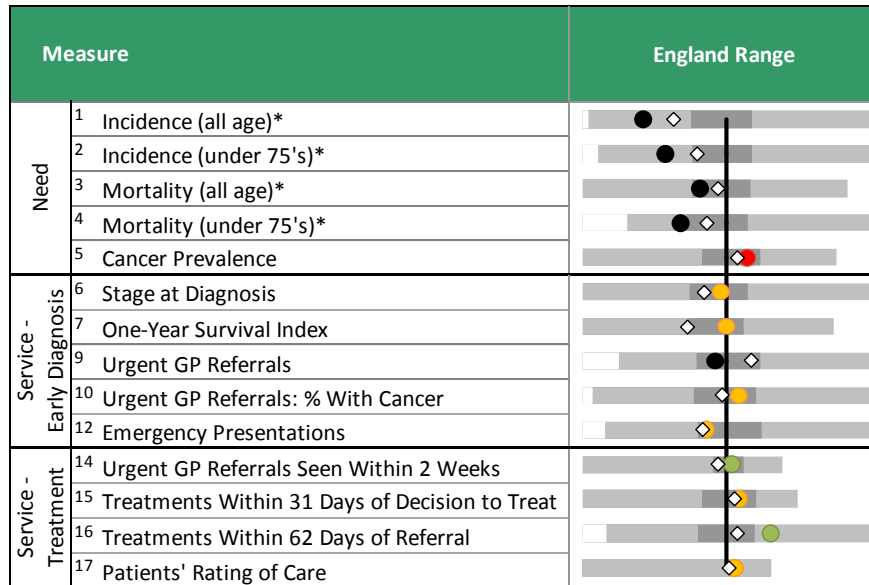 Measure
England Range
Need
1 Incidence (all age)*
2 Incidence (under 75's)*
3 Mortality (all age)*
4 Mortality (under 75's)*
5 Cancer Prevalence
Service -
Early Diagnosis
6 Stage at Diagnosis
7 One-Year Survival Index
9 Urgent GP Referrals
10 Urgent GP Referrals: % With Cancer
12 Emergency Presentations
Service -
Treatment
14 Urgent GP Referrals Seen Within 2 Weeks
15 Treatments Within 31 Days of Decision to Treat
16 Treatments Within 62 Days of Referral
17 Patients' Rating of Care